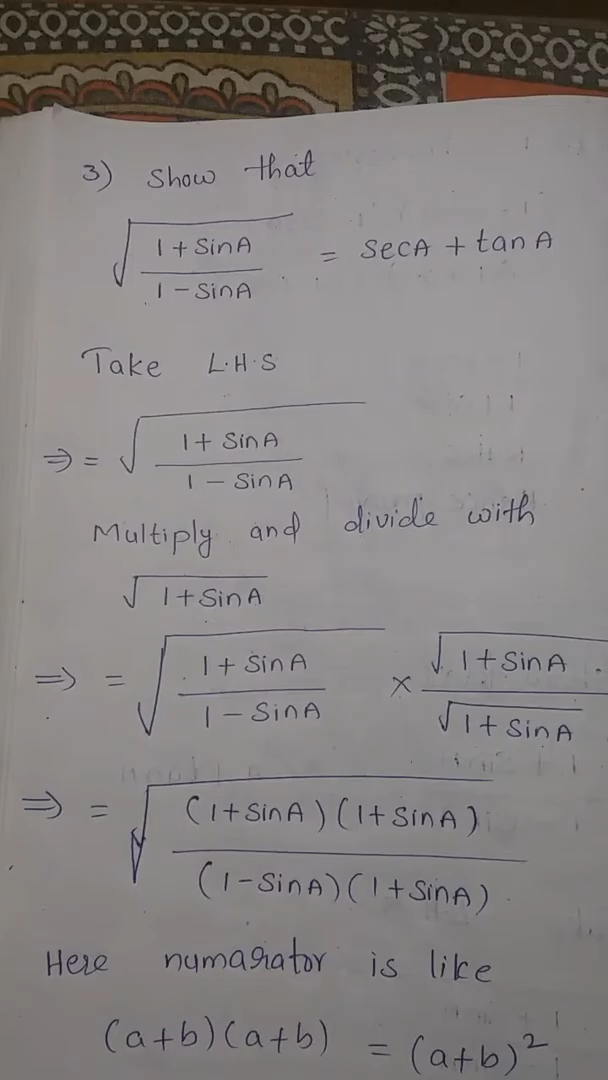 3) Show that
√(1 + SinA / 1 - SinA) = SecA + tanA
Take L.H.S
⇒ = √(1 + SinA / 1 - SinA)
Multiply and divide with
√(1 + SinA)
⇒ = √(1 + SinA / 1 - SinA) × √(1 + SinA) / √(1 + SinA)
⇒ = √((1+SinA)(1+SinA) / (1-SinA)(1+SinA))
Here numarator is like
(a+b)(a+b) = (a+b)²